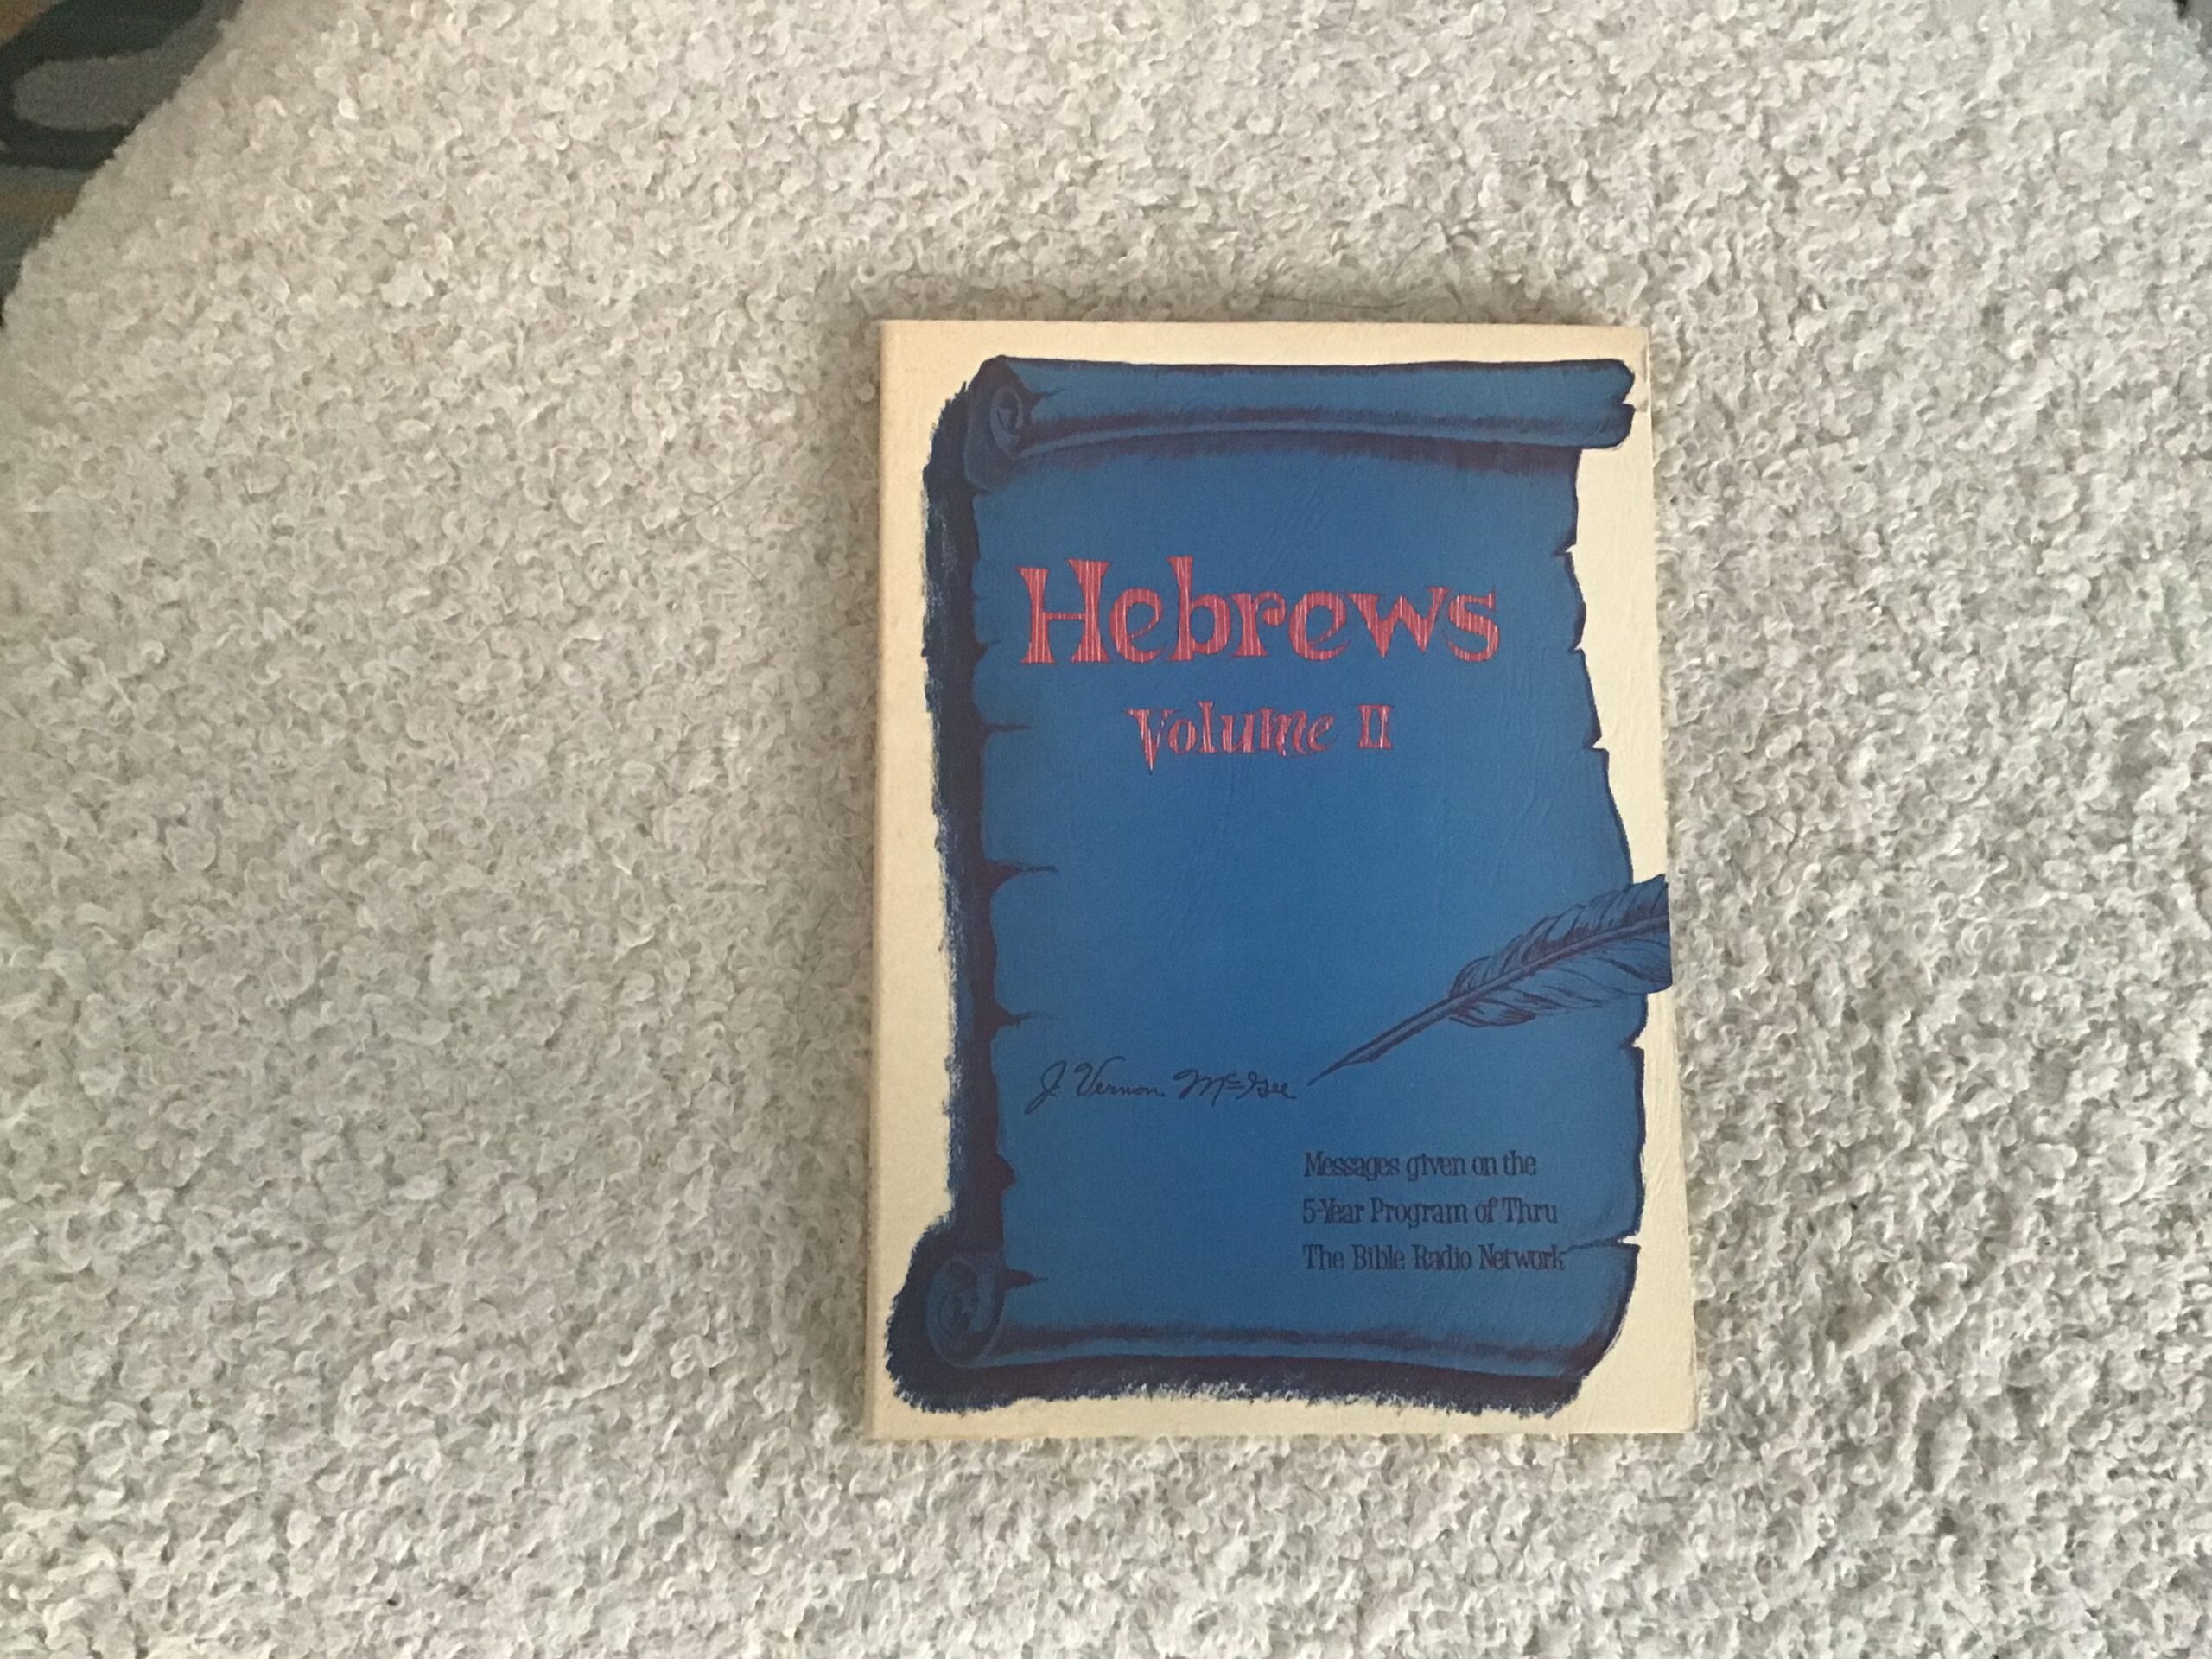 Hebrews
Volume II
J. Vernon McGee
Messages given on the
5-Year Program of Thru
The Bible Radio Network